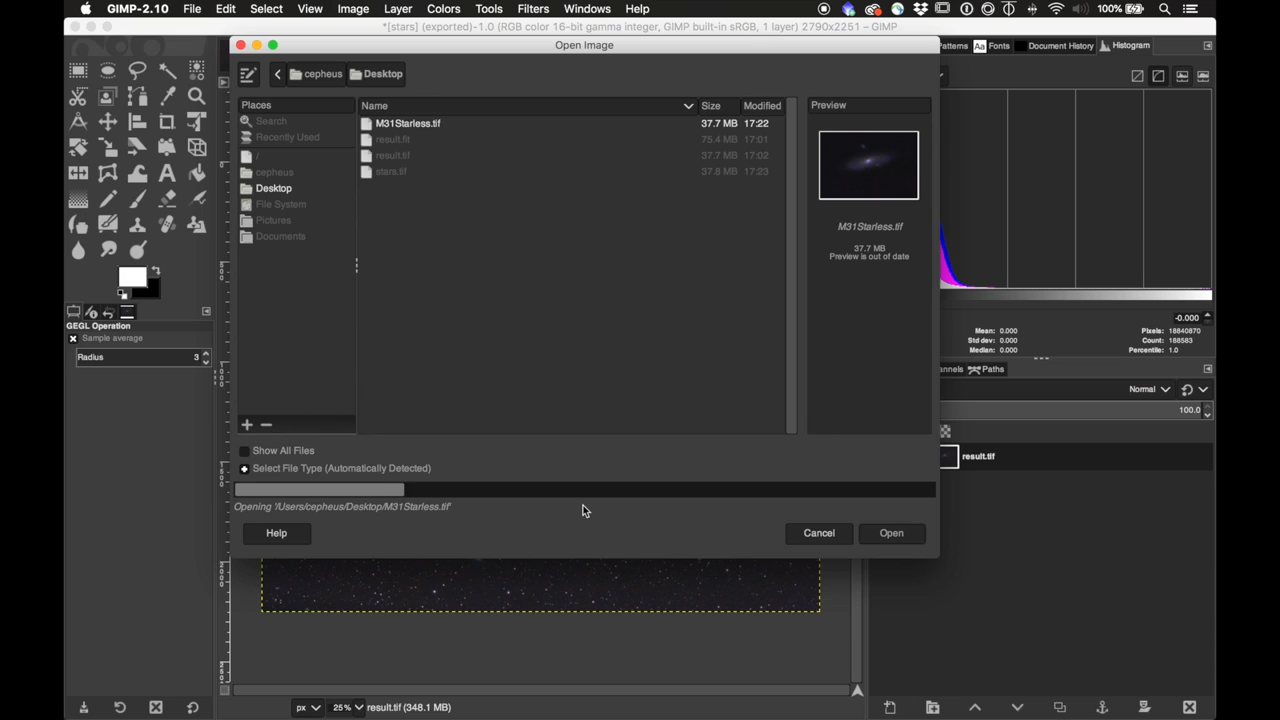 GIMP-2.10 File Edit Select View Image Layer Colors Tools Filters Windows Help 100%
*[stars] (exported)-1.0 (RGB color 16-bit gamma integer, GIMP built-in sRGB, 1 layer) 2790x2251 – GIMP
Open Image
atterns Aa Fonts Document History Histogram
cepheus Desktop
Places Name Size Modified Preview
Search
Recently Used
/
cepheus
Desktop
File System
Pictures
Documents
M31Starless.tif 37.7 MB 17:22
result.fit 75.4 MB 17:01
result.tif 37.7 MB 17:02
stars.tif 37.8 MB 17:23
M31Starless.tif
37.7 MB
Preview is out of date
GEGL Operation
Sample average
Radius 3
-0.000
Mean: 0.000 Pixels: 18840870
Std dev: 0.000 Count: 188583
Median: 0.000 Percentile: 1.0
annels Paths
Normal
100.0
result.tif
Show All Files
Select File Type (Automatically Detected)
Opening '/Users/cepheus/Desktop/M31Starless.tif'
Help Cancel Open
px 25% result.tif (348.1 MB)